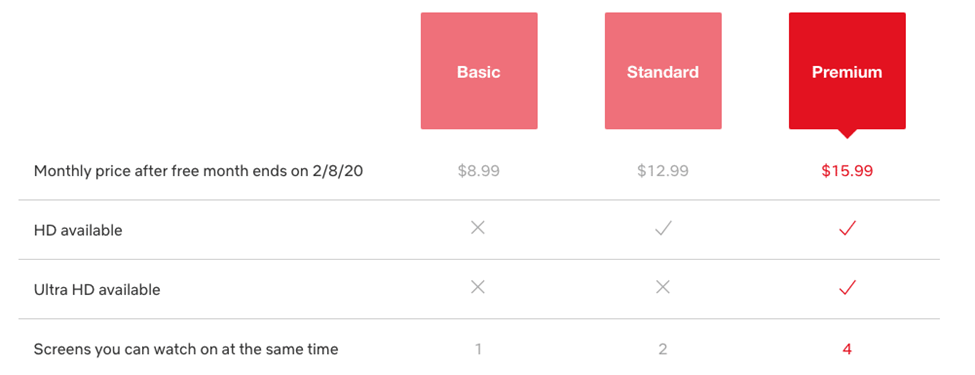 Basic Standard Premium
Monthly price after free month ends on 2/8/20 $8.99 $12.99 $15.99
HD available
Ultra HD available
Screens you can watch on at the same time 1 2 4